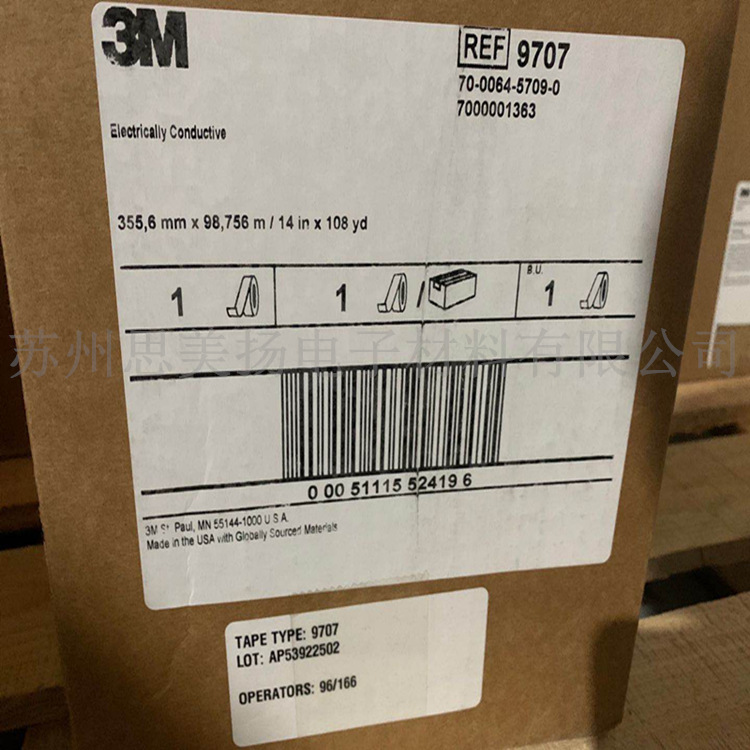 3M
REF 9707
70-0064-5709-0
7000001363
Electrically Conductive
355,6 mm x 98,756 m / 14 in x 108 yd
B.U.
1 1 / 1
苏州思美扬电子材料有限公司
0 00 51115 52419 6
3M St. Paul, MN 55144-1000 U.S.A.
Made in the USA with Globally Sourced Materials
TAPE TYPE: 9707
LOT: AP53922502
OPERATORS: 96/166